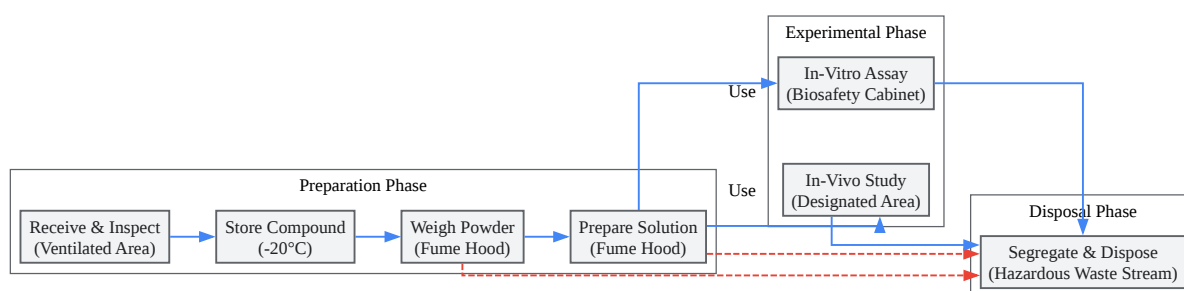 Experimental Phase
In-Vitro Assay
(Biosafety Cabinet)
Use
Preparation Phase
Use
In-Vivo Study
(Designated Area)
Receive & Inspect
(Ventilated Area)
Store Compound
(-20°C)
Weigh Powder
(Fume Hood)
Prepare Solution
(Fume Hood)
Disposal Phase
Segregate & Dispose
(Hazardous Waste Stream)